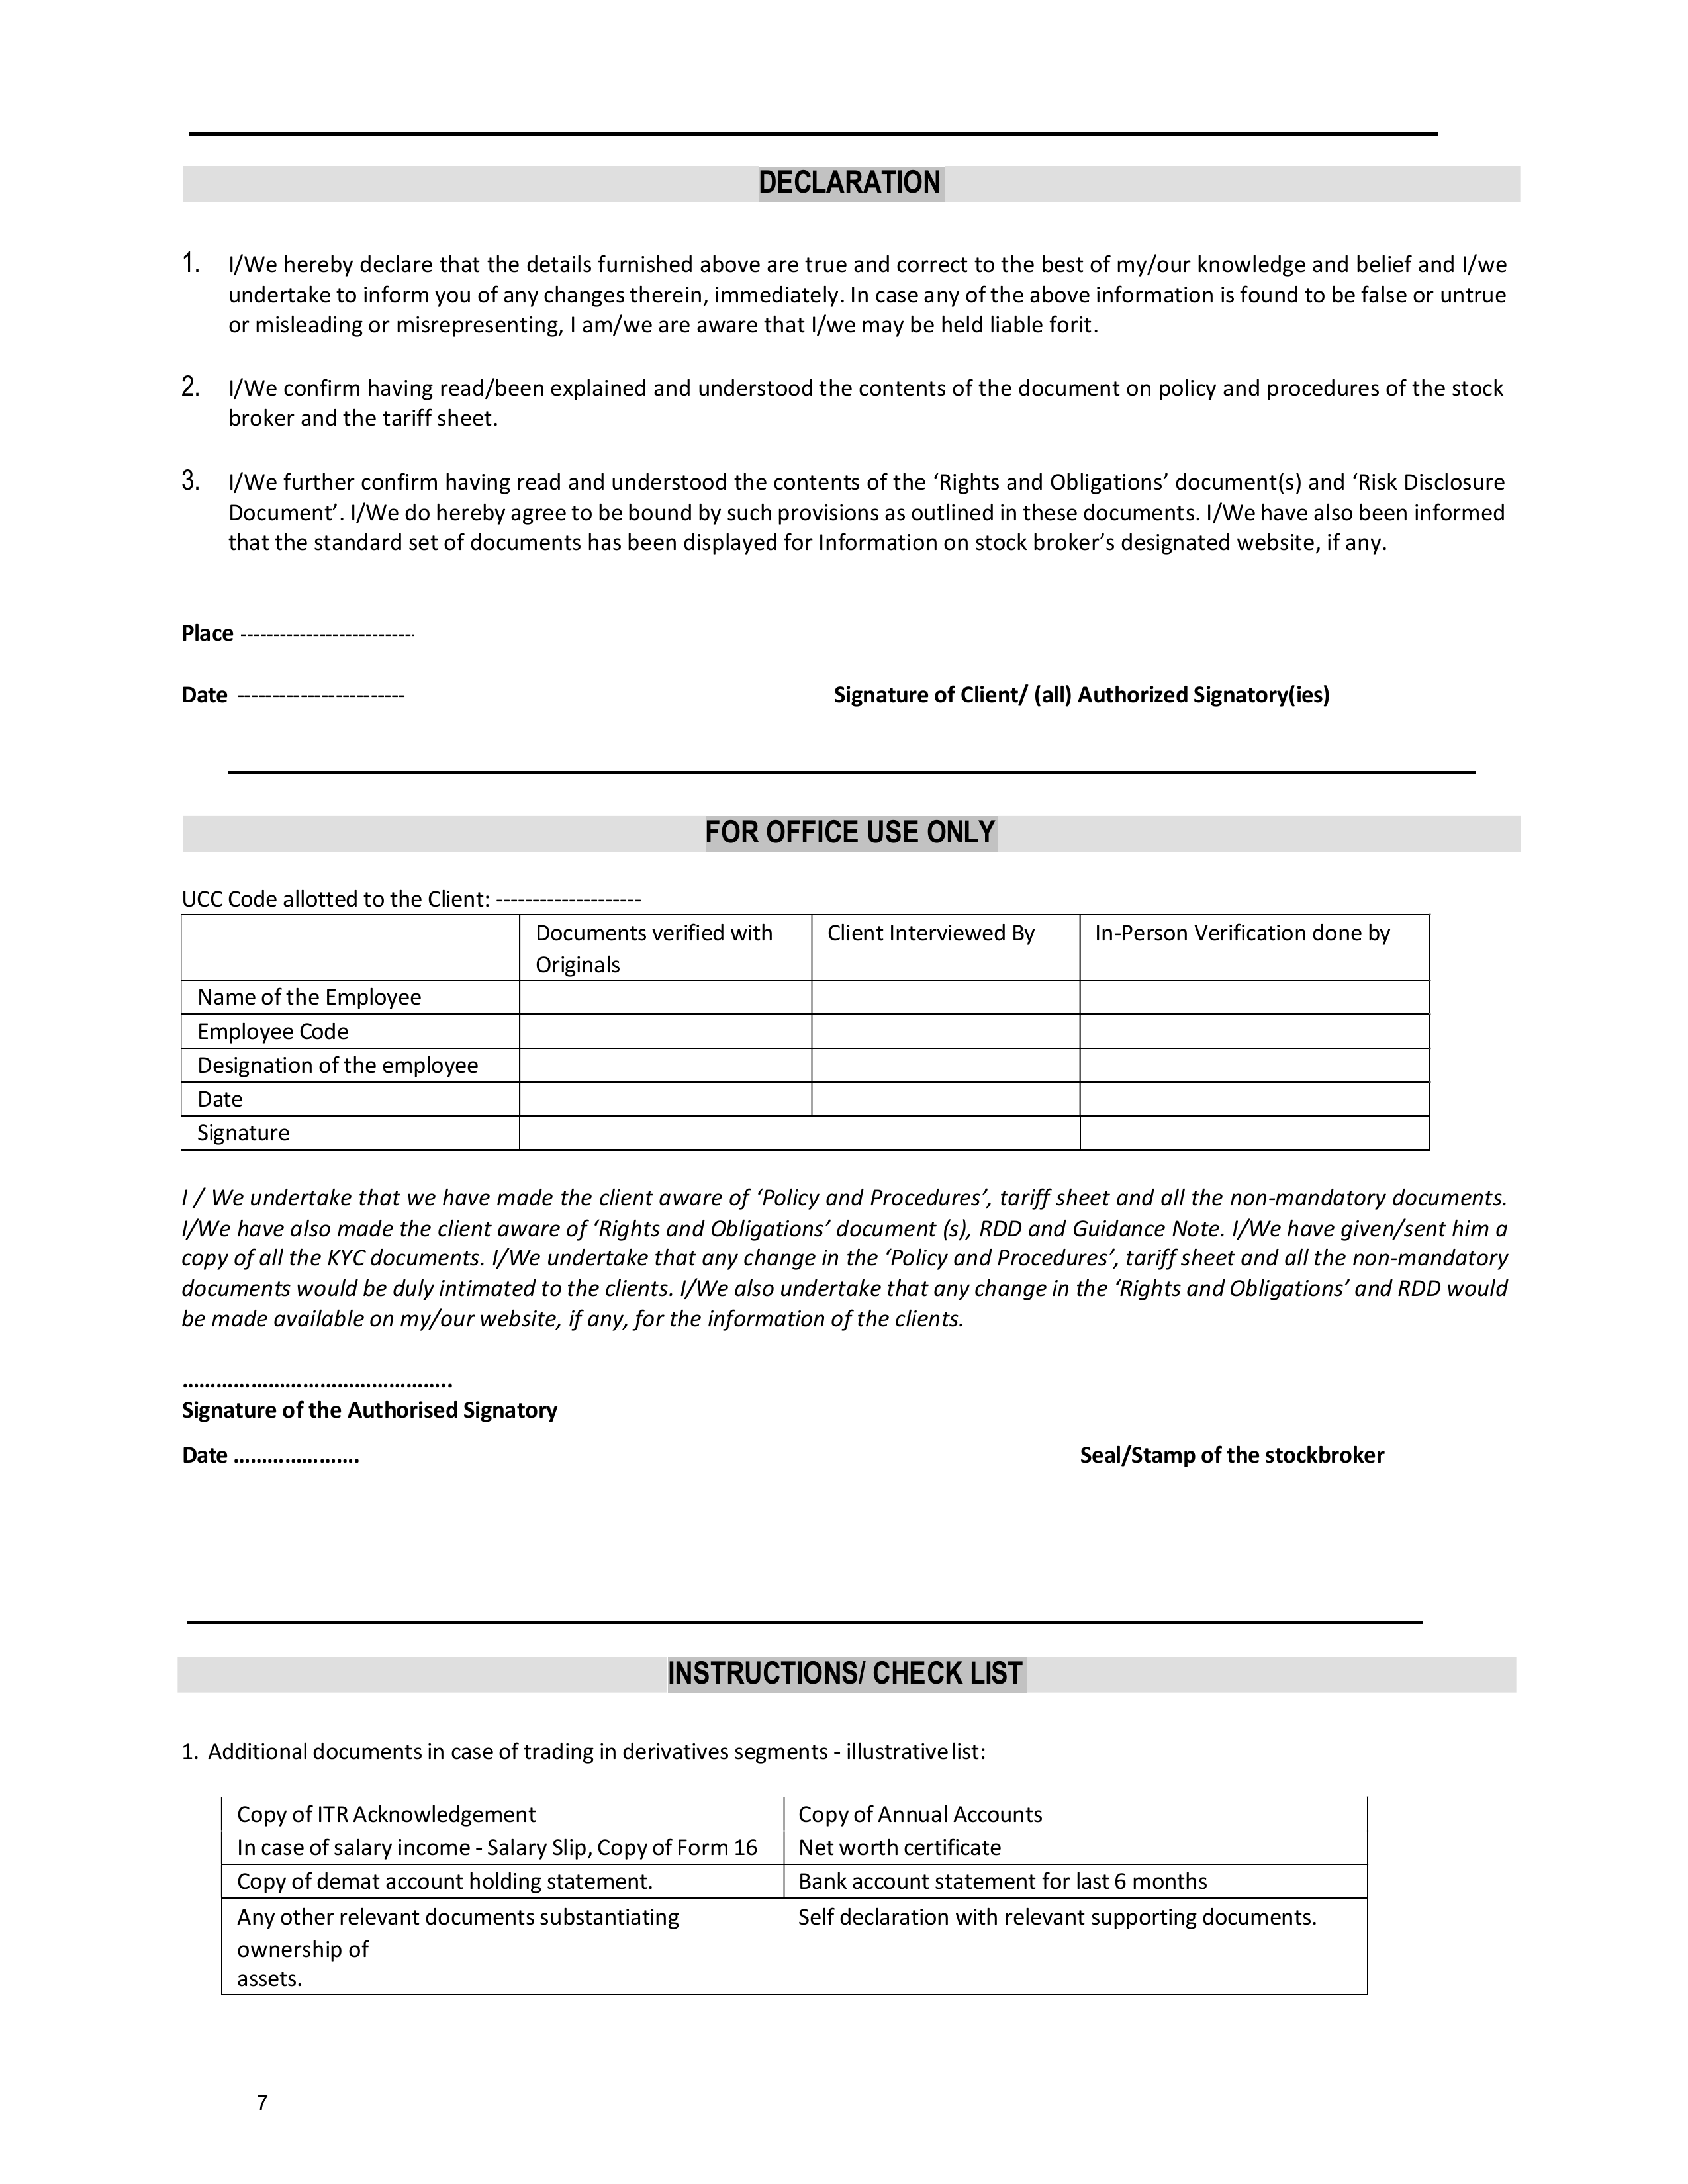 DECLARATION
1. I/We hereby declare that the details furnished above are true and correct to the best of my/our knowledge and belief and I/we
undertake to inform you of any changes therein, immediately. In case any of the above information is found to be false or untrue
or misleading or misrepresenting, I am/we are aware that I/we may be held liable forit.
2. I/We confirm having read/been explained and understood the contents of the document on policy and procedures of the stock
broker and the tariff sheet.
3. I/We further confirm having read and understood the contents of the ‘Rights and Obligations’ document(s) and ‘Risk Disclosure
Document’. I/We do hereby agree to be bound by such provisions as outlined in these documents. I/We have also been informed
that the standard set of documents has been displayed for Information on stock broker’s designated website, if any.
Place --------------------------
Date ------------------------ Signature of Client/ (all) Authorized Signatory(ies)
FOR OFFICE USE ONLY
UCC Code allotted to the Client: --------------------
Documents verified with Client Interviewed By In-Person Verification done by
Originals
Name of the Employee
Employee Code
Designation of the employee
Date
Signature
I / We undertake that we have made the client aware of ‘Policy and Procedures’, tariff sheet and all the non-mandatory documents.
I/We have also made the client aware of ‘Rights and Obligations’ document (s), RDD and Guidance Note. I/We have given/sent him a
copy of all the KYC documents. I/We undertake that any change in the ‘Policy and Procedures’, tariff sheet and all the non-mandatory
documents would be duly intimated to the clients. I/We also undertake that any change in the ‘Rights and Obligations’ and RDD would
be made available on my/our website, if any, for the information of the clients.
………………………………………..
Signature of the Authorised Signatory
Date …………………. Seal/Stamp of the stockbroker
INSTRUCTIONS/ CHECK LIST
1. Additional documents in case of trading in derivatives segments - illustrative list:
Copy of ITR Acknowledgement Copy of Annual Accounts
In case of salary income - Salary Slip, Copy of Form 16 Net worth certificate
Copy of demat account holding statement. Bank account statement for last 6 months
Any other relevant documents substantiating Self declaration with relevant supporting documents.
ownership of
assets.
7